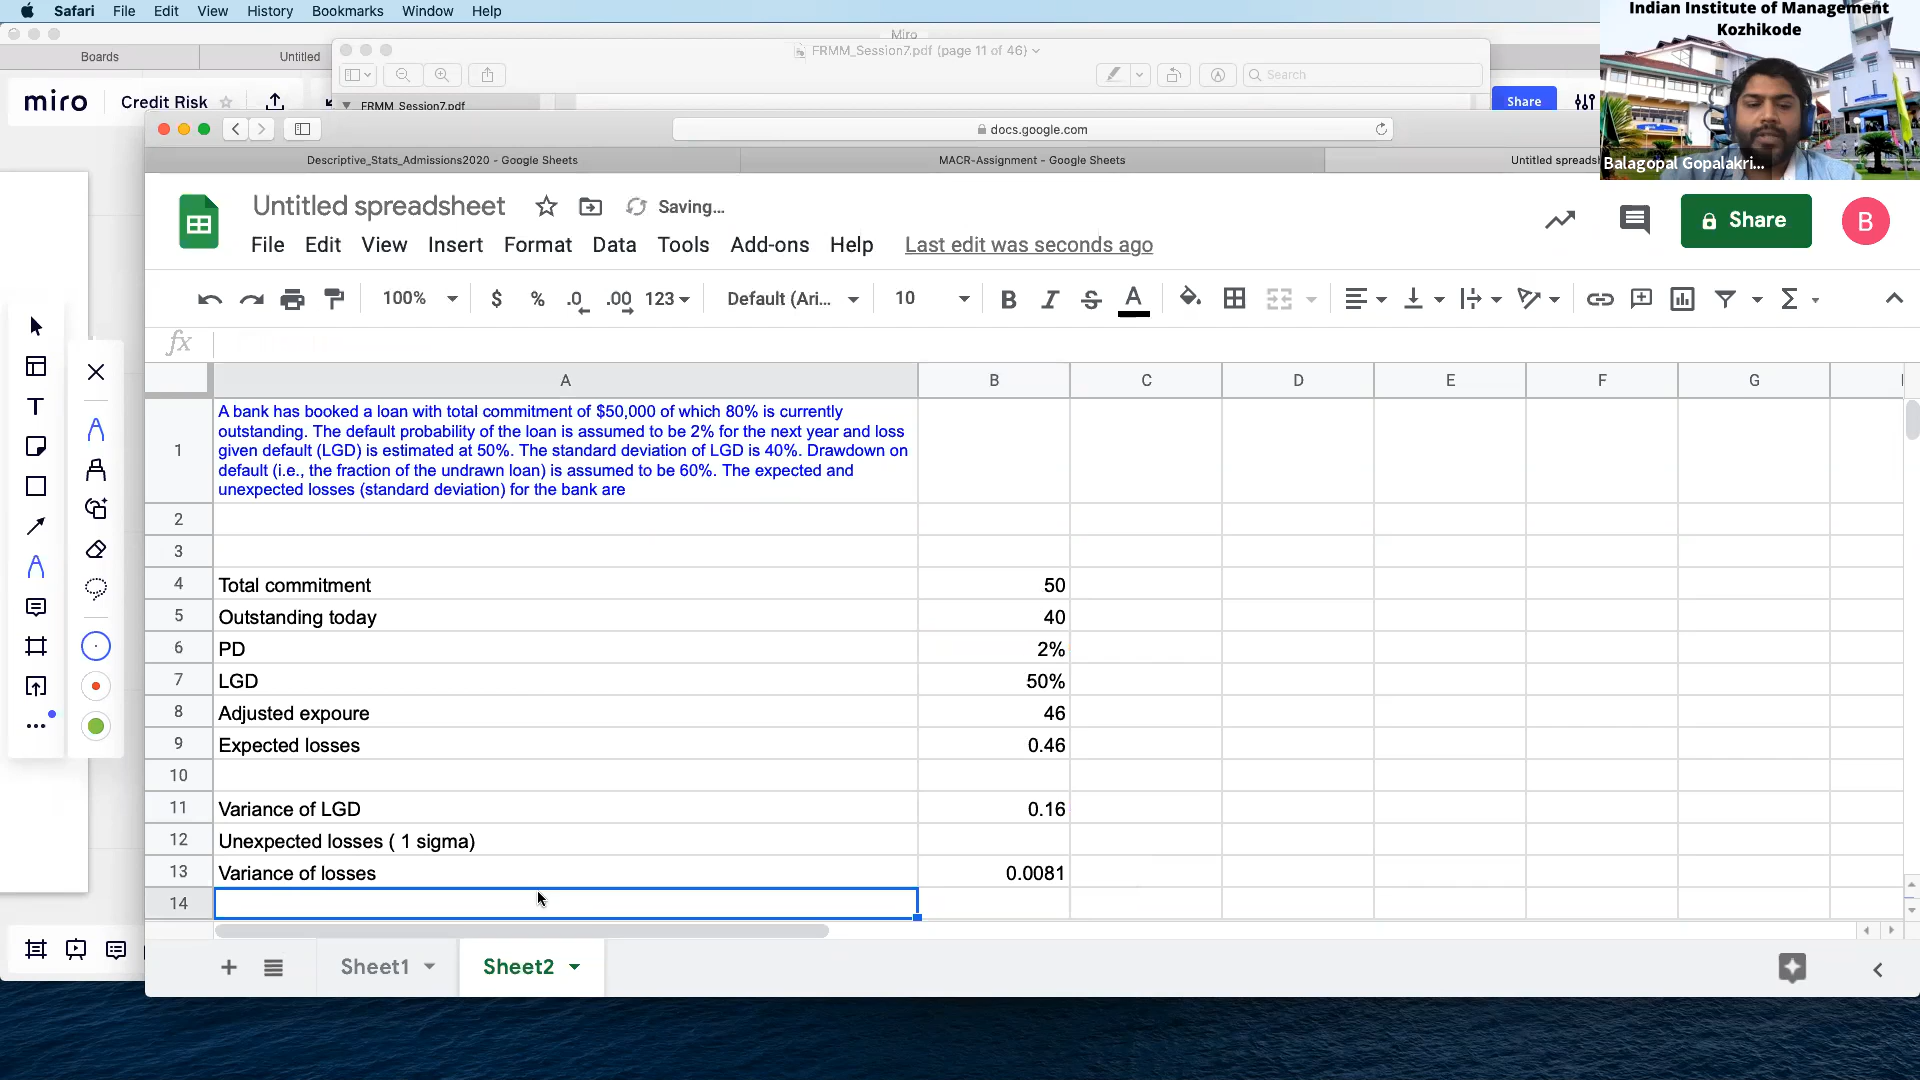 Safari File Edit View History Bookmarks Window Help
Miro
Boards Untitled
FRMM_Session7.pdf (page 11 of 46)
Search
miro Credit Risk
FRMM_Session7.pdf
Share
docs.google.com
Descriptive_Stats_Admissions2020 - Google Sheets
MACR-Assignment - Google Sheets
Untitled spreads
Indian Institute of Management
Kozhikode
Balagopal Gopalakri...
Untitled spreadsheet
Saving...
Share
B
File Edit View Insert Format Data Tools Add-ons Help Last edit was seconds ago
100% $ % .0 .00 123 Default (Ari... 10 B I S A
fx
A B C D E F G
1
A bank has booked a loan with total commitment of $50,000 of which 80% is currently
outstanding. The default probability of the loan is assumed to be 2% for the next year and loss
given default (LGD) is estimated at 50%. The standard deviation of LGD is 40%. Drawdown on
default (i.e., the fraction of the undrawn loan) is assumed to be 60%. The expected and
unexpected losses (standard deviation) for the bank are
2
3
4 Total commitment 50
5 Outstanding today 40
6 PD 2%
7 LGD 50%
8 Adjusted expoure 46
9 Expected losses 0.46
10
11 Variance of LGD 0.16
12 Unexpected losses ( 1 sigma)
13 Variance of losses 0.0081
14
Sheet1 Sheet2